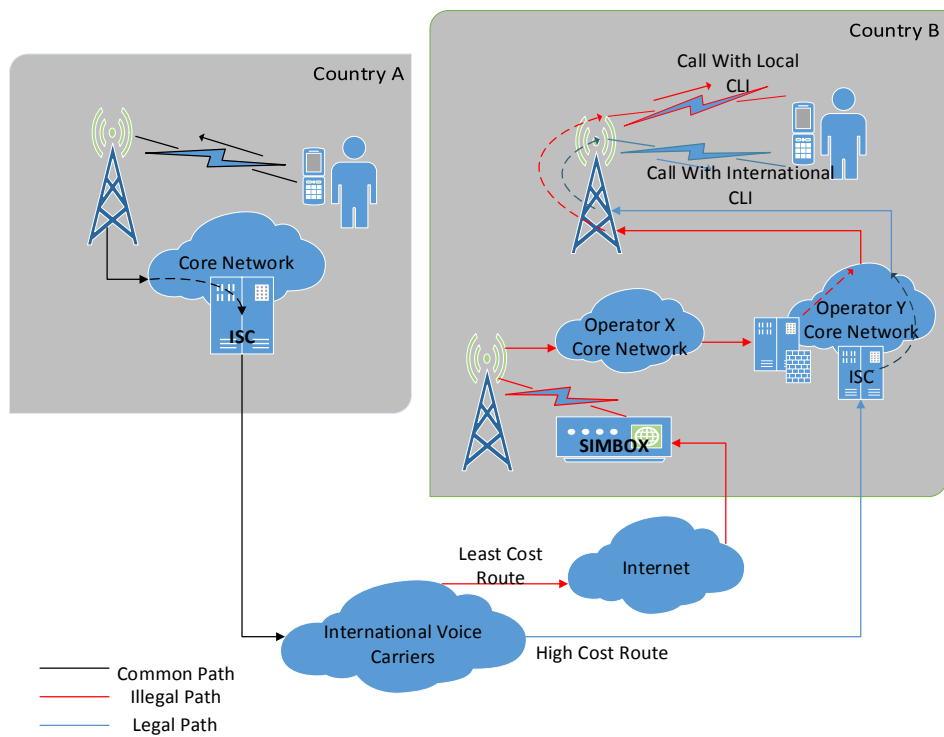 Country A
Core Network
ISC
Country B
Call With Local
CLI
Call With International
CLI
Operator X
Core Network
Operator Y
Core Network
ISC
SIMBOX
Least Cost
Route
Internet
International Voice
Carriers
High Cost Route
Common Path
Illegal Path
Legal Path